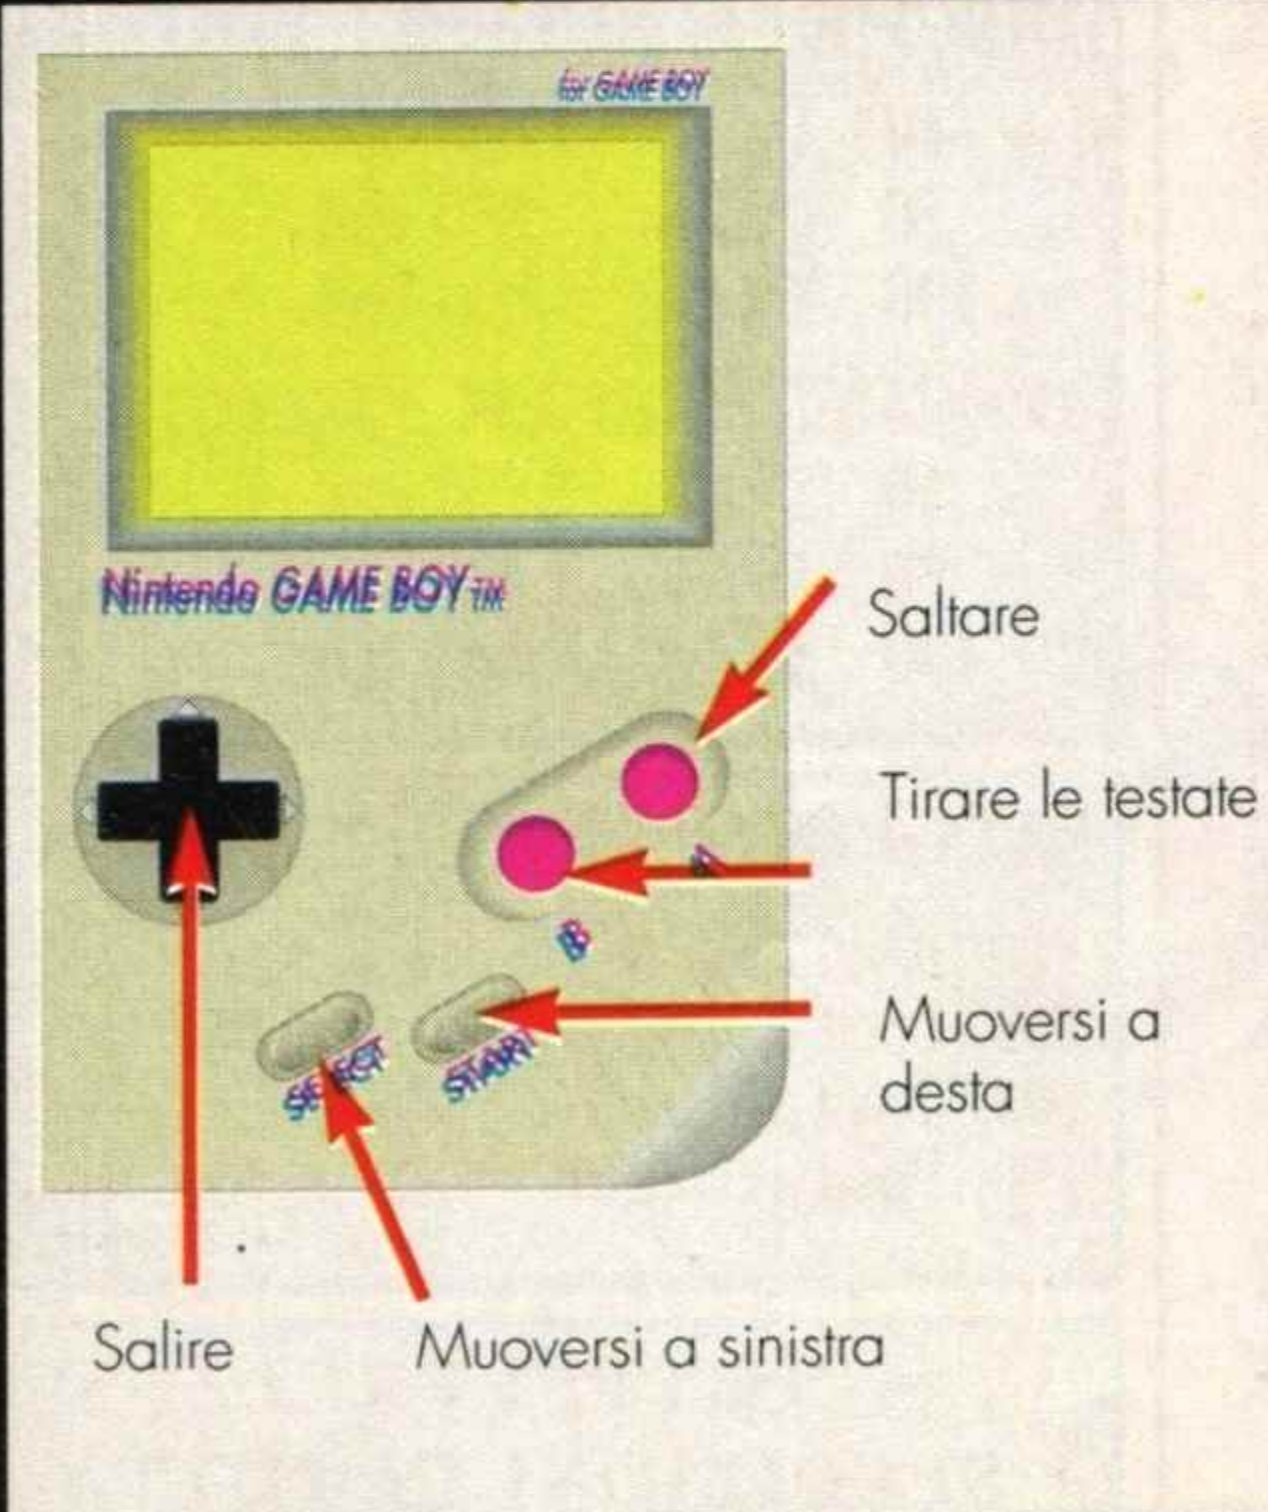 for GAME BOY
Nintendo GAME BOY TM
Saltare
Tirare le testate
A
B
Muoversi a
desta
SELECT
START
Salire
Muoversi a sinistra